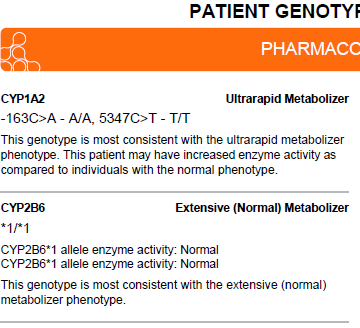 PATIENT GENOTY
PHARMACO
CYP1A2 Ultrarapid Metabolizer
-163C>A - A/A, 5347C>T - T/T
This genotype is most consistent with the ultrarapid metabolizer
phenotype. This patient may have increased enzyme activity as
compared to individuals with the normal phenotype.
CYP2B6 Extensive (Normal) Metabolizer
*1/*1
CYP2B6*1 allele enzyme activity: Normal
CYP2B6*1 allele enzyme activity: Normal
This genotype is most consistent with the extensive (normal)
metabolizer phenotype.